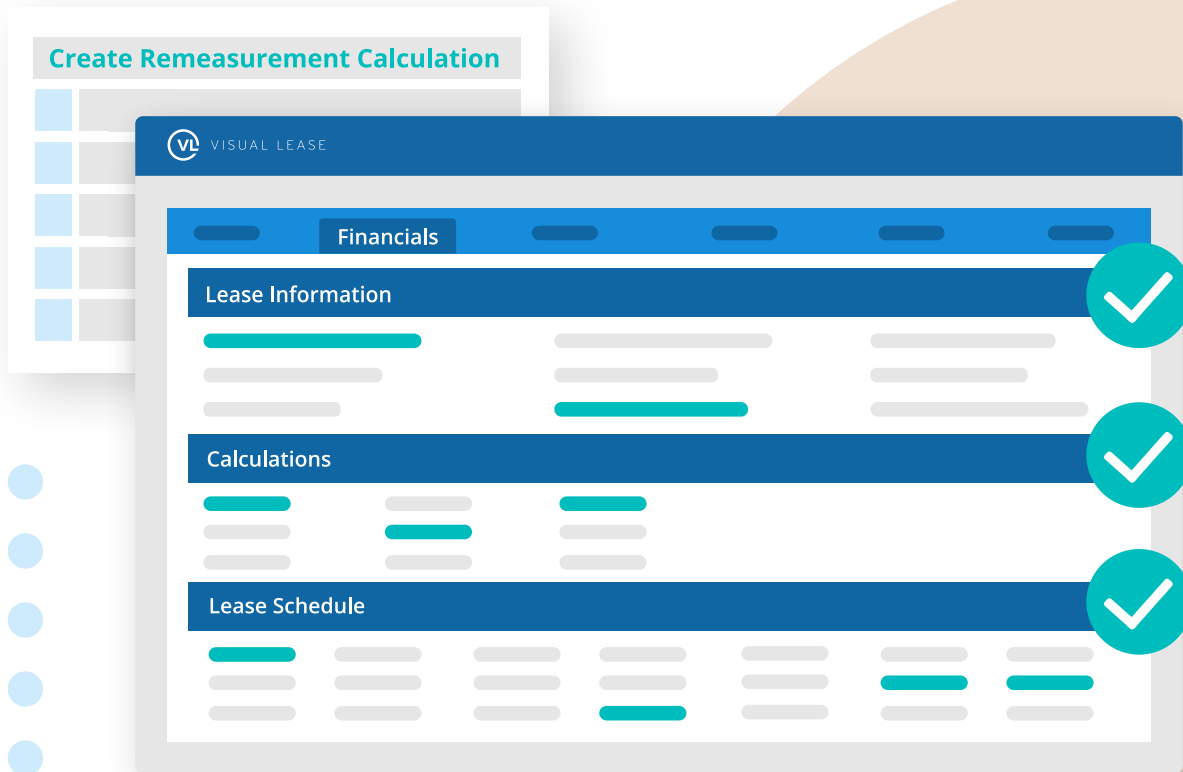 Create Remeasurement Calculation
VL VISUAL LEASE
Financials
Lease Information
Calculations
Lease Schedule